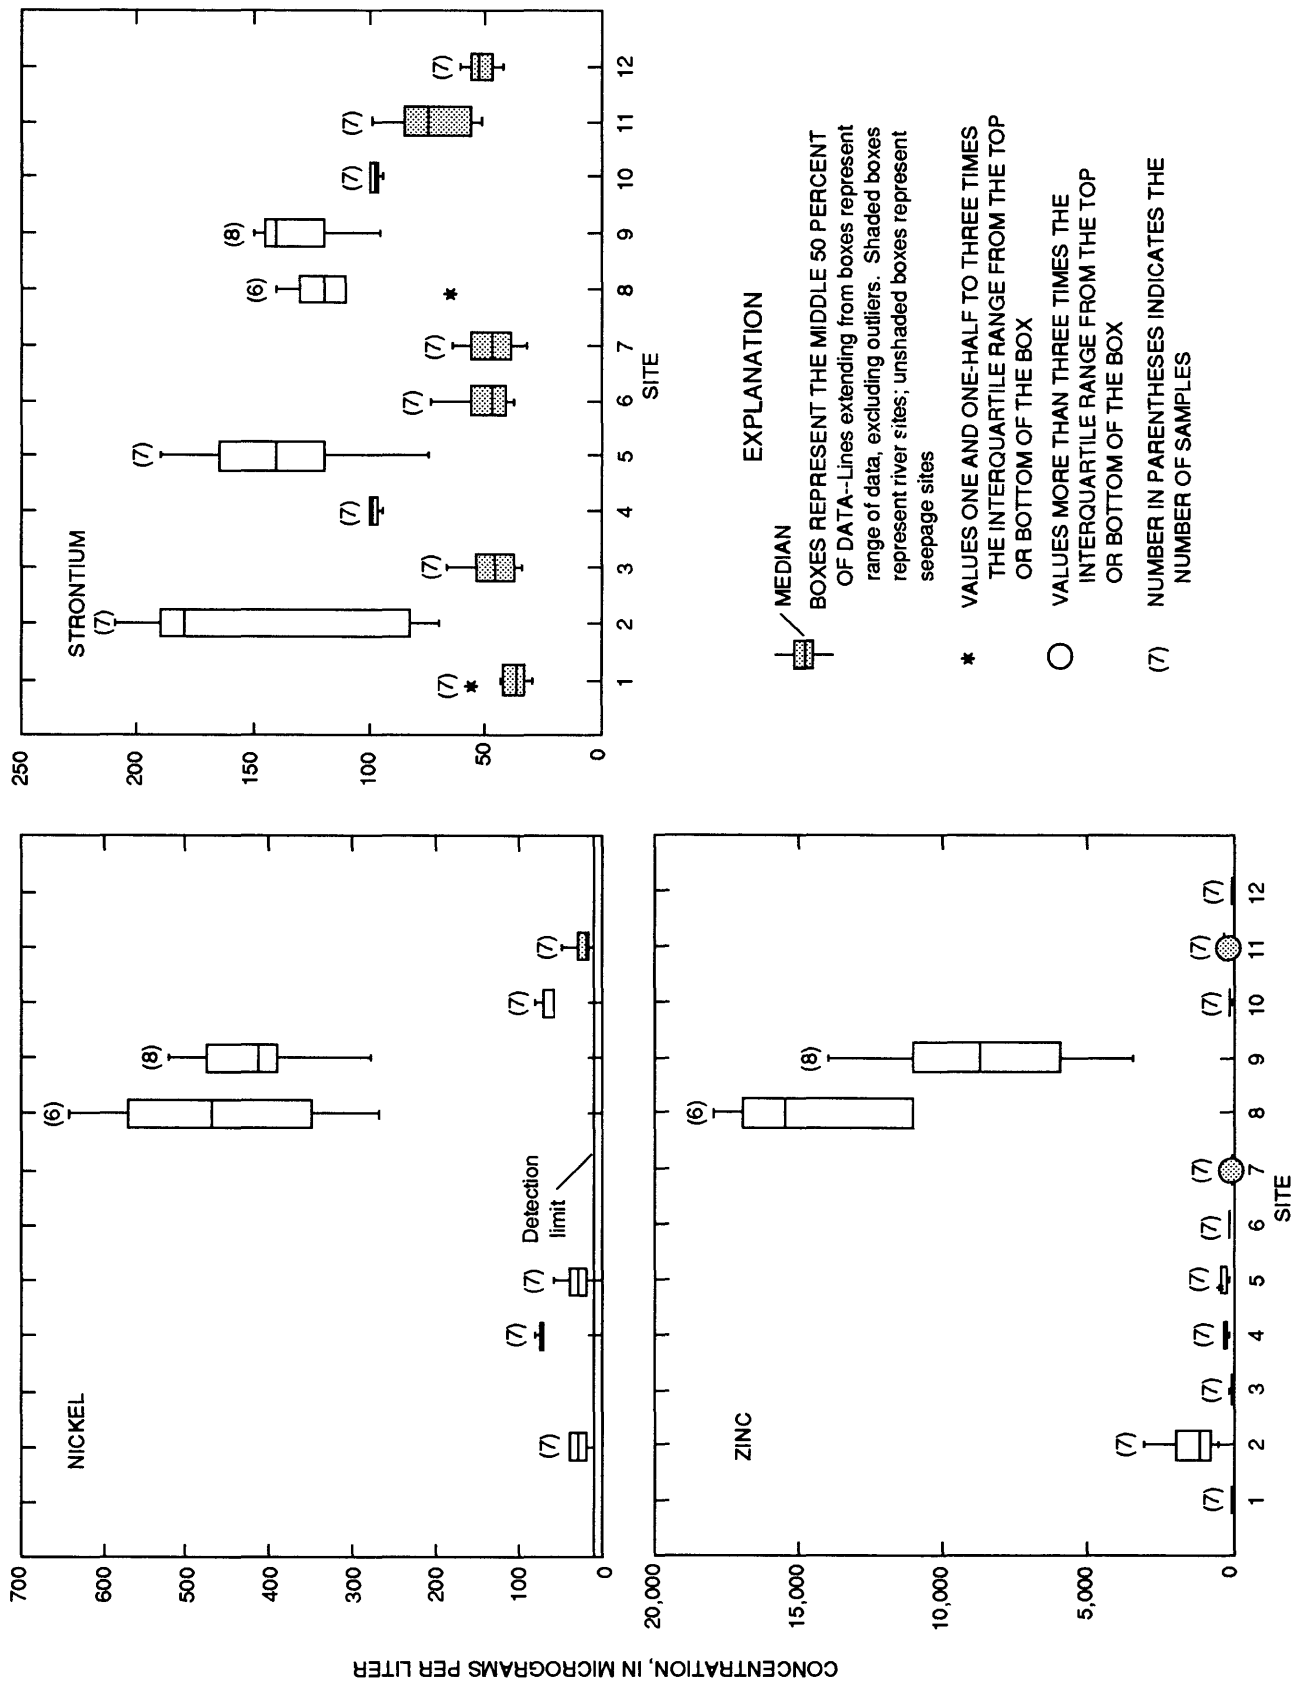 NICKEL
700
600
500
400
300
200
100
0
(7)
(7)
(7)
(6)
(8)
(7)
(7)
Detection
limit
STRONTIUM
250
200
150
100
50
0
(7)
(7)
(7)
(7)
(7)
(7)
(7)
(6)
(8)
(7)
(7)
(7)
1 2 3 4 5 6 7 8 9 10 11 12
SITE
ZINC
20,000
15,000
10,000
5,000
0
(7)
(7)
(7)
(7)
(7)
(7)
(7)
(6)
(8)
(7)
(7)
(7)
1 2 3 4 5 6 7 8 9 10 11 12
SITE
CONCENTRATION, IN MICROGRAMS PER LITER
EXPLANATION
MEDIAN
BOXES REPRESENT THE MIDDLE 50 PERCENT
OF DATA--Lines extending from boxes represent
range of data, excluding outliers. Shaded boxes
represent river sites; unshaded boxes represent
seepage sites
* VALUES ONE AND ONE-HALF TO THREE TIMES
THE INTERQUARTILE RANGE FROM THE TOP
OR BOTTOM OF THE BOX
VALUES MORE THAN THREE TIMES THE
INTERQUARTILE RANGE FROM THE TOP
OR BOTTOM OF THE BOX
(7) NUMBER IN PARENTHESES INDICATES THE
NUMBER OF SAMPLES